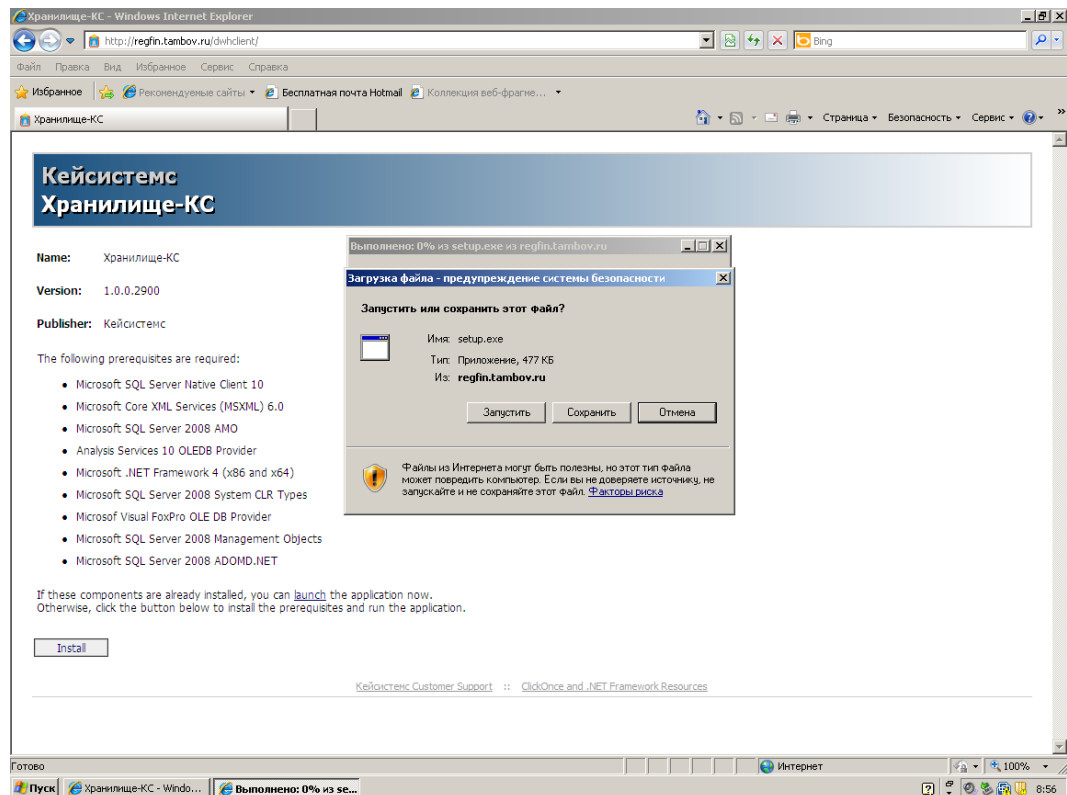 Хранилище-КС - Windows Internet Explorer
http://regfin.tambov.ru/dwhclient/
Bing
Файл Правка Вид Избранное Сервис Справка
Избранное Рекомендуемые сайты Бесплатная почта Hotmail Коллекция веб-фрагме...
Хранилище-КС
Страница Безопасность Сервис »
Кейсистемс
Хранилище-КС
Name: Хранилище-КС
Version: 1.0.0.2900
Publisher: Кейсистемс
The following prerequisites are required:
Microsoft SQL Server Native Client 10
Microsoft Core XML Services (MSXML) 6.0
Microsoft SQL Server 2008 AMO
Analysis Services 10 OLEDB Provider
Microsoft .NET Framework 4 (x86 and x64)
Microsoft SQL Server 2008 System CLR Types
Microsof Visual FoxPro OLE DB Provider
Microsoft SQL Server 2008 Management Objects
Microsoft SQL Server 2008 ADOMD.NET
If these components are already installed, you can launch the application now.
Otherwise, click the button below to install the prerequisites and run the application.
Install
Кейсистемс Customer Support :: ClickOnce and .NET Framework Resources
Выполнено: 0% из setup.exe из regfin.tambov.ru
Загрузка файла - предупреждение системы безопасности
Запустить или сохранить этот файл?
Имя: setup.exe
Тип: Приложение, 477 КБ
Из: regfin.tambov.ru
Запустить Сохранить Отмена
Файлы из Интернета могут быть полезны, но этот тип файла
может повредить компьютер. Если вы не доверяете источнику, не
запускайте и не сохраняйте этот файл. Факторы риска
Готово
Интернет
100%
Пуск
Хранилище-КС - Windo...
Выполнено: 0% из se...
8:56